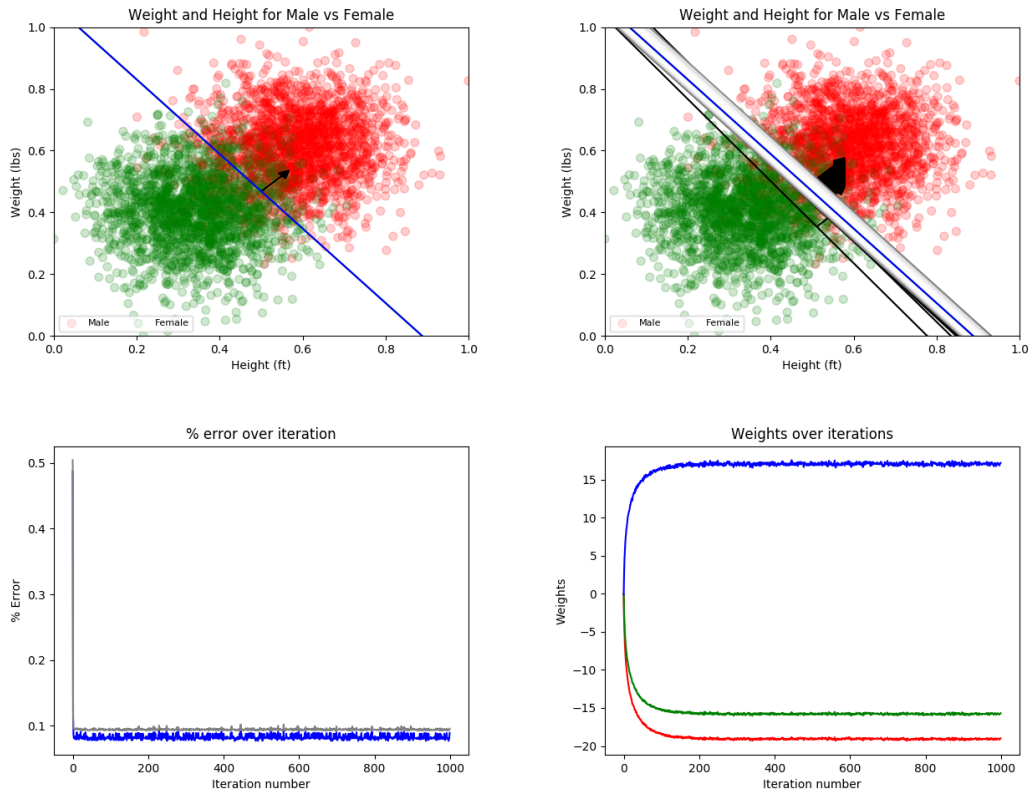 Weight and Height for Male vs Female
Weight (lbs)
1.0
0.8
0.6
0.4
0.2
0.0
Male Female
0.0 0.2 0.4 0.6 0.8 1.0
Height (ft)
Weight and Height for Male vs Female
Weight (lbs)
1.0
0.8
0.6
0.4
0.2
0.0
Male Female
0.0 0.2 0.4 0.6 0.8 1.0
Height (ft)
% error over iteration
% Error
0.5
0.4
0.3
0.2
0.1
0 200 400 600 800 1000
Iteration number
Weights over iterations
Weights
15
10
5
0
−5
−10
−15
−20
0 200 400 600 800 1000
Iteration number